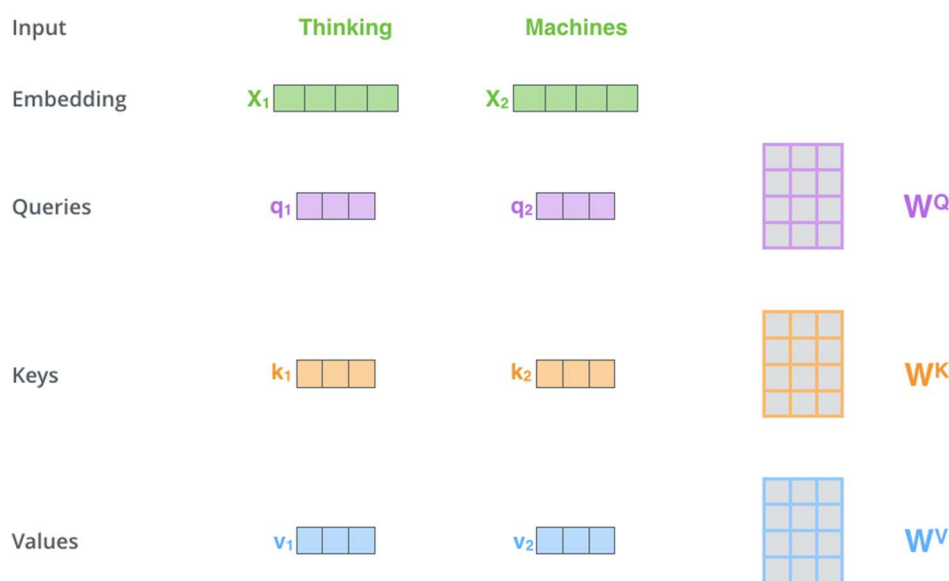 Input Thinking Machines
Embedding X1 X2
Queries q1 q2 WQ
Keys k1 k2 WK
Values v1 v2 WV